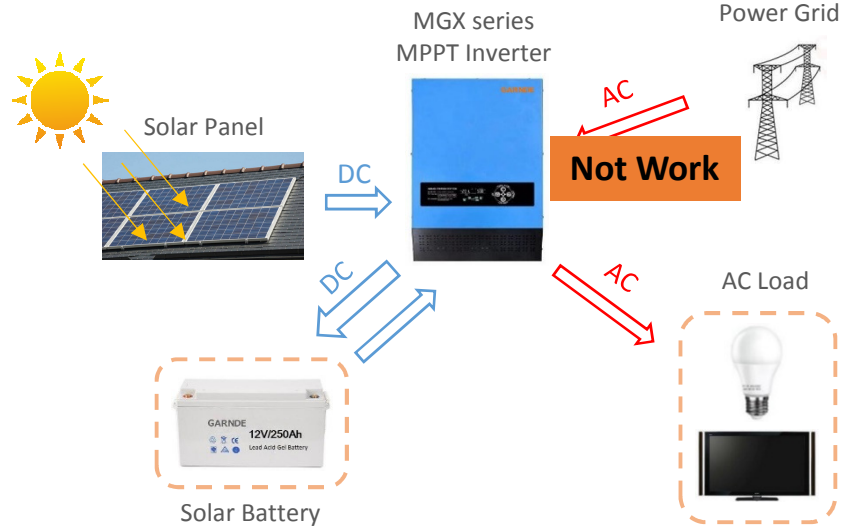 MGX series
MPPT Inverter
Power Grid
Solar Panel
AC
GARNDE
Not Work
DC
DC
AC
AC Load
GARNDE
12V/250Ah
Lead Acid Gel Battery
Solar Battery